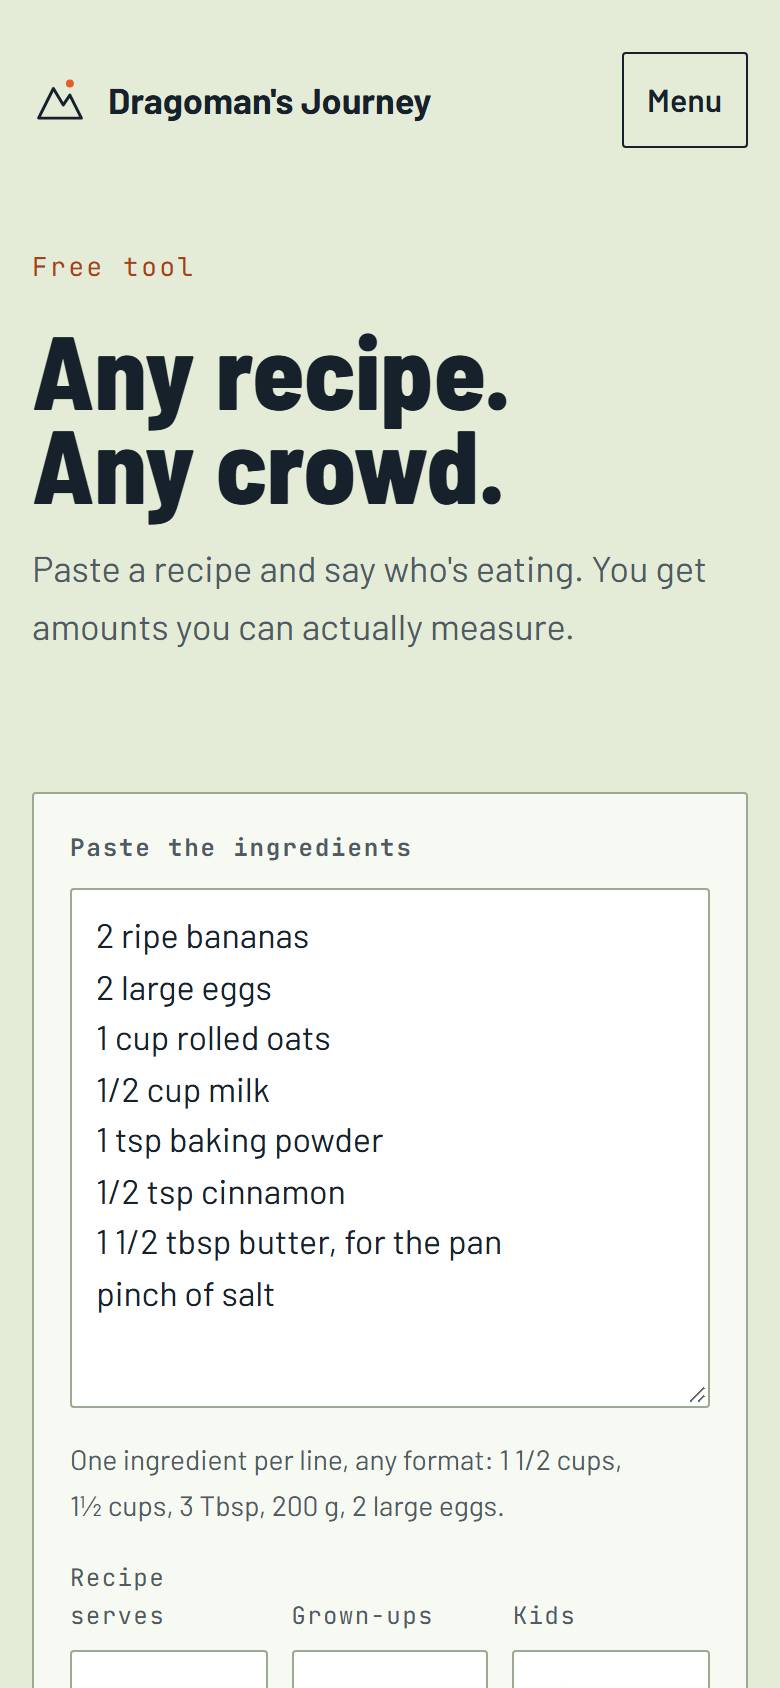 Dragoman's Journey
Menu
Free tool
Any recipe.
Any crowd.
Paste a recipe and say who's eating. You get
amounts you can actually measure.
Paste the ingredients
2 ripe bananas
2 large eggs
1 cup rolled oats
1/2 cup milk
1 tsp baking powder
1/2 tsp cinnamon
1 1/2 tbsp butter, for the pan
pinch of salt
One ingredient per line, any format: 1 1/2 cups,
1½ cups, 3 Tbsp, 200 g, 2 large eggs.
Recipe
serves
Grown-ups
Kids